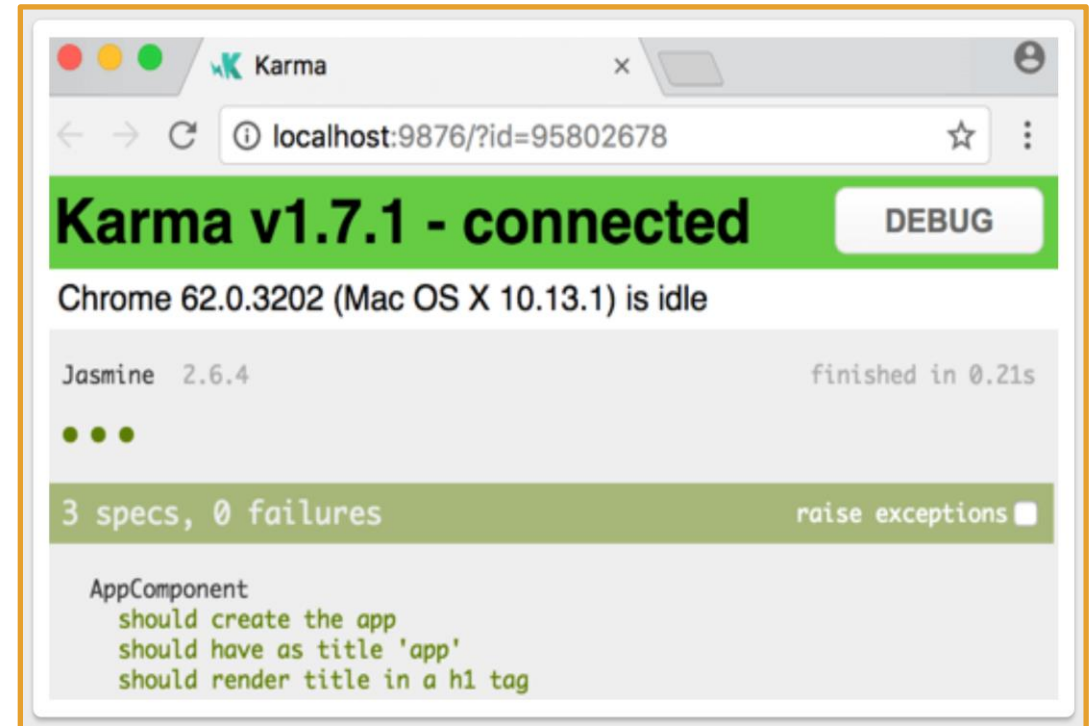 Karma
localhost:9876/?id=95802678
Karma v1.7.1 - connected DEBUG
Chrome 62.0.3202 (Mac OS X 10.13.1) is idle
Jasmine 2.6.4 finished in 0.21s
3 specs, 0 failures raise exceptions
AppComponent
should create the app
should have as title 'app'
should render title in a h1 tag